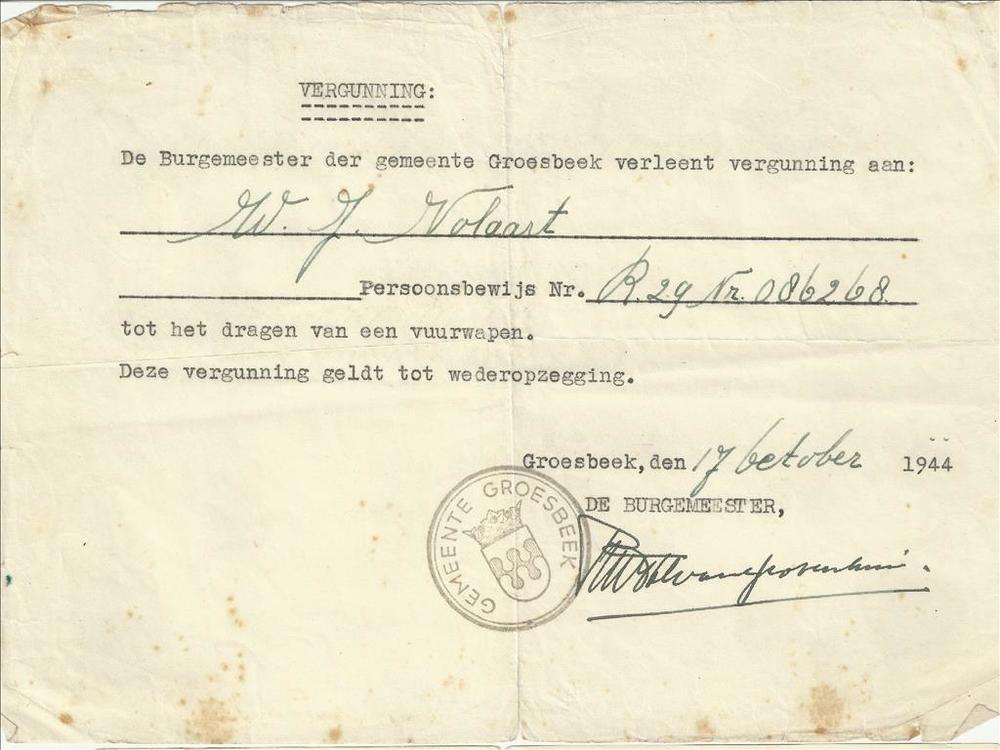 VERGUNNING:
De Burgemeester der gemeente Groesbeek verleent vergunning aan:
W. J. Nolaart
Persoonsbewijs Nr. R. 29 Nr. 086268
tot het dragen van een vuurwapen.
Deze vergunning geldt tot wederopzegging.
Groesbeek, den 17 October 1944
DE BURGEMEESTER,
GEMEENTE GROESBEEK